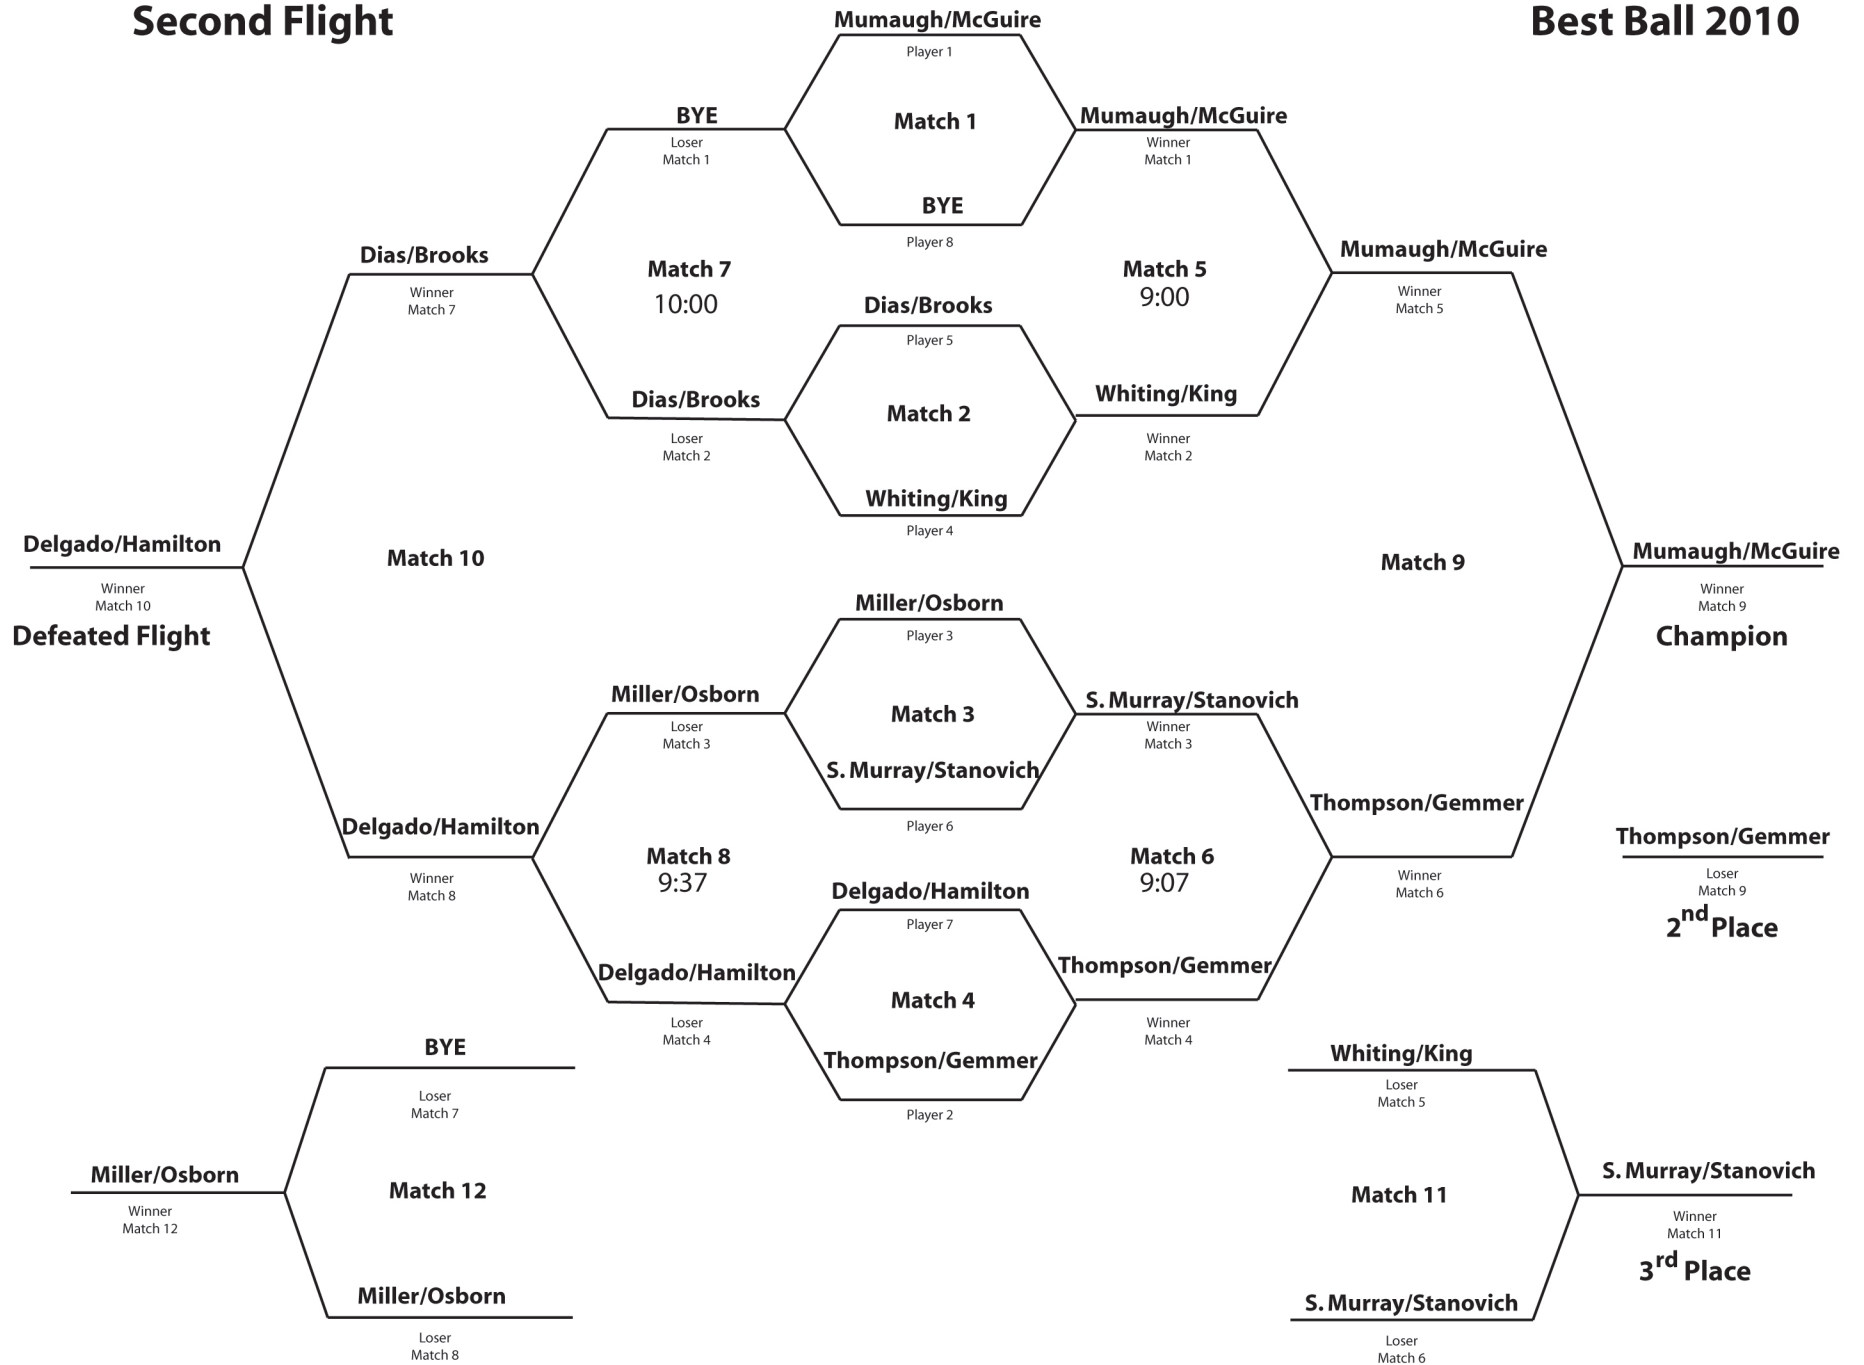 Second Flight
Best Ball 2010
Mumaugh/McGuire
Player 1
Match 1
BYE
Player 8
BYE
Loser
Match 1
Mumaugh/McGuire
Winner
Match 1
Dias/Brooks
Winner
Match 7
Match 7
10:00
Match 5
9:00
Mumaugh/McGuire
Winner
Match 5
Dias/Brooks
Player 5
Match 2
Whiting/King
Player 4
Dias/Brooks
Loser
Match 2
Whiting/King
Winner
Match 2
Delgado/Hamilton
Winner
Match 10
Defeated Flight
Match 10
Match 9
Mumaugh/McGuire
Winner
Match 9
Champion
Miller/Osborn
Player 3
Match 3
S. Murray/Stanovich
Player 6
Miller/Osborn
Loser
Match 3
S. Murray/Stanovich
Winner
Match 3
Delgado/Hamilton
Winner
Match 8
Match 8
9:37
Match 6
9:07
Thompson/Gemmer
Winner
Match 6
Thompson/Gemmer
Loser
Match 9
2nd Place
Delgado/Hamilton
Player 7
Match 4
Thompson/Gemmer
Player 2
Delgado/Hamilton
Loser
Match 4
Thompson/Gemmer
Winner
Match 4
BYE
Loser
Match 7
Miller/Osborn
Winner
Match 12
Match 12
Miller/Osborn
Loser
Match 8
Whiting/King
Loser
Match 5
Match 11
S. Murray/Stanovich
Winner
Match 11
3rd Place
S. Murray/Stanovich
Loser
Match 6